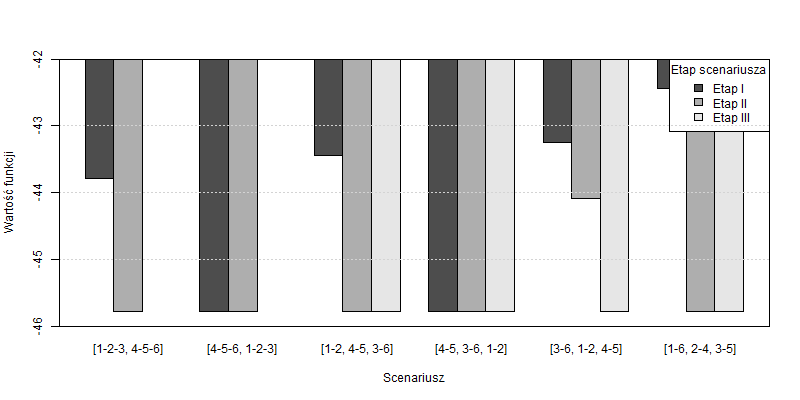 -42
-43
-44
-45
-46
Wartość funkcji
Etap scenariusza
Etap I
Etap II
Etap III
[1-2-3, 4-5-6]
[4-5-6, 1-2-3]
[1-2, 4-5, 3-6]
[4-5, 3-6, 1-2]
[3-6, 1-2, 4-5]
[1-6, 2-4, 3-5]
Scenariusz